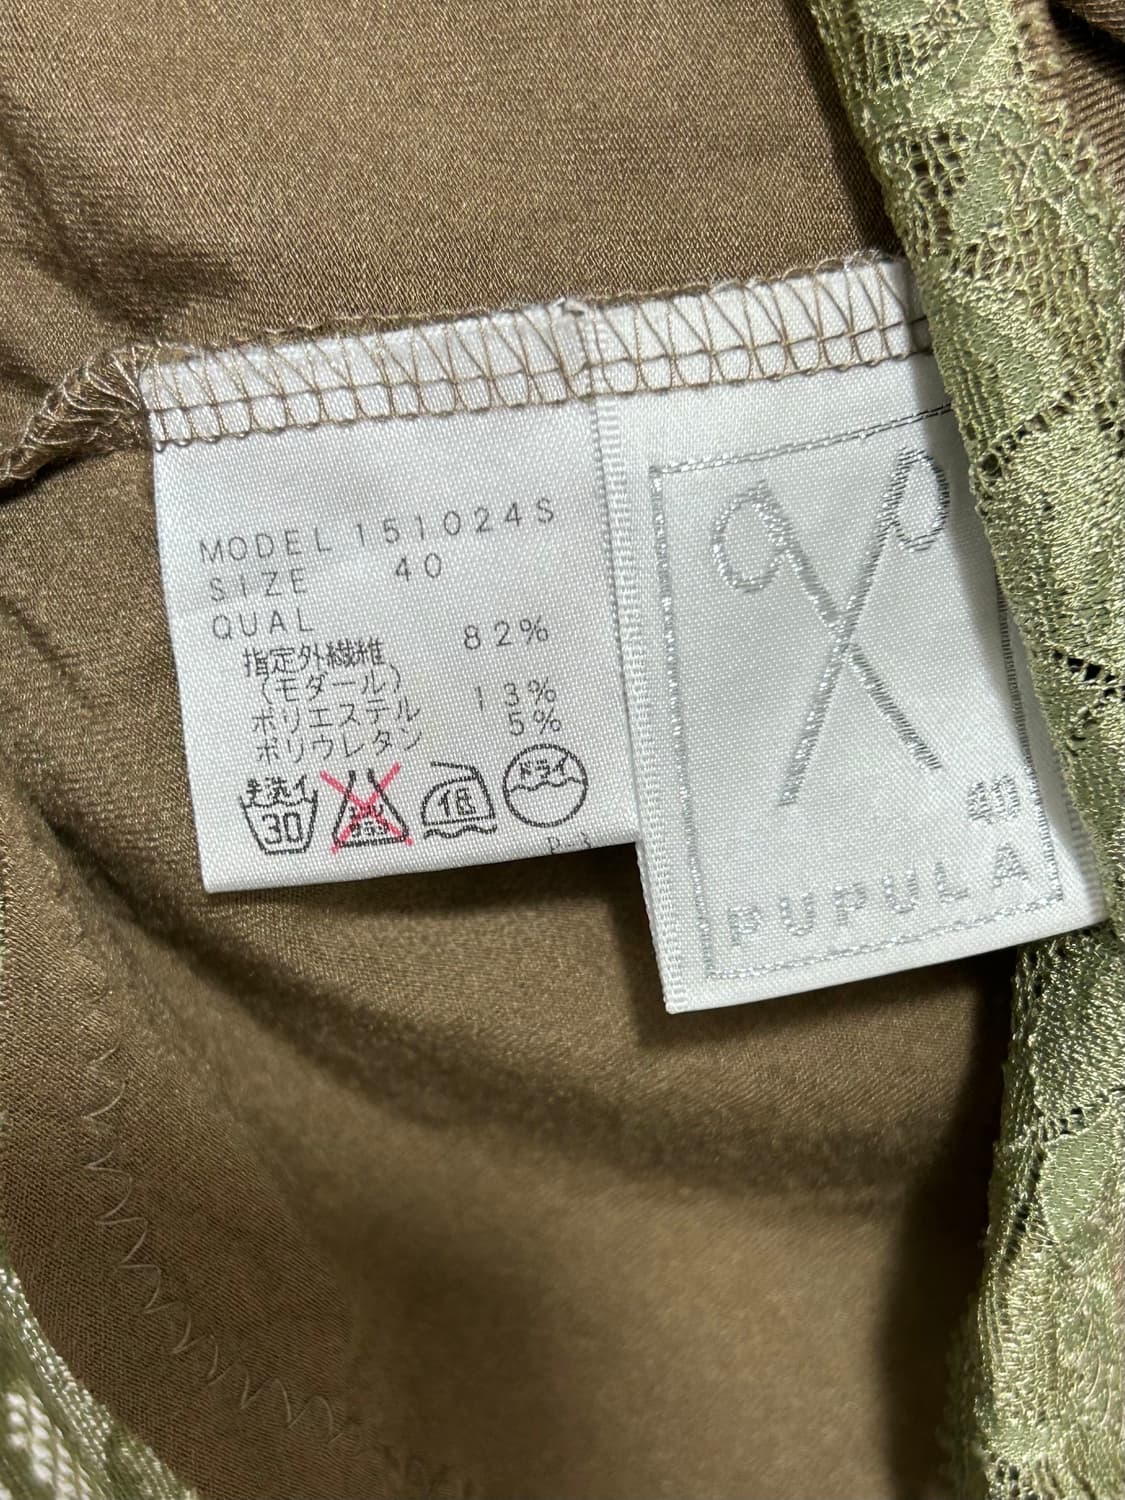 MODEL 151024S
SIZE 40
QUAL
指定外繊維 82%
(モダール)
ポリエステル 13%
ポリウレタン 5%
手洗イ 30
ドライ
40
PUPULA